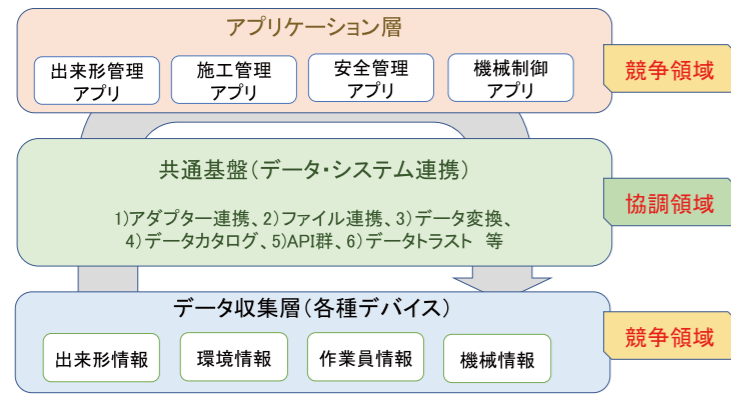 アプリケーション層
出来形管理
アプリ
施工管理
アプリ
安全管理
アプリ
機械制御
アプリ
競争領域
共通基盤(データ・システム連携)
1)アダプター連携、2)ファイル連携、3)データ変換、
4)データカタログ、5)API群、6)データトラスト 等
協調領域
データ収集層(各種デバイス)
出来形情報
環境情報
作業員情報
機械情報
競争領域